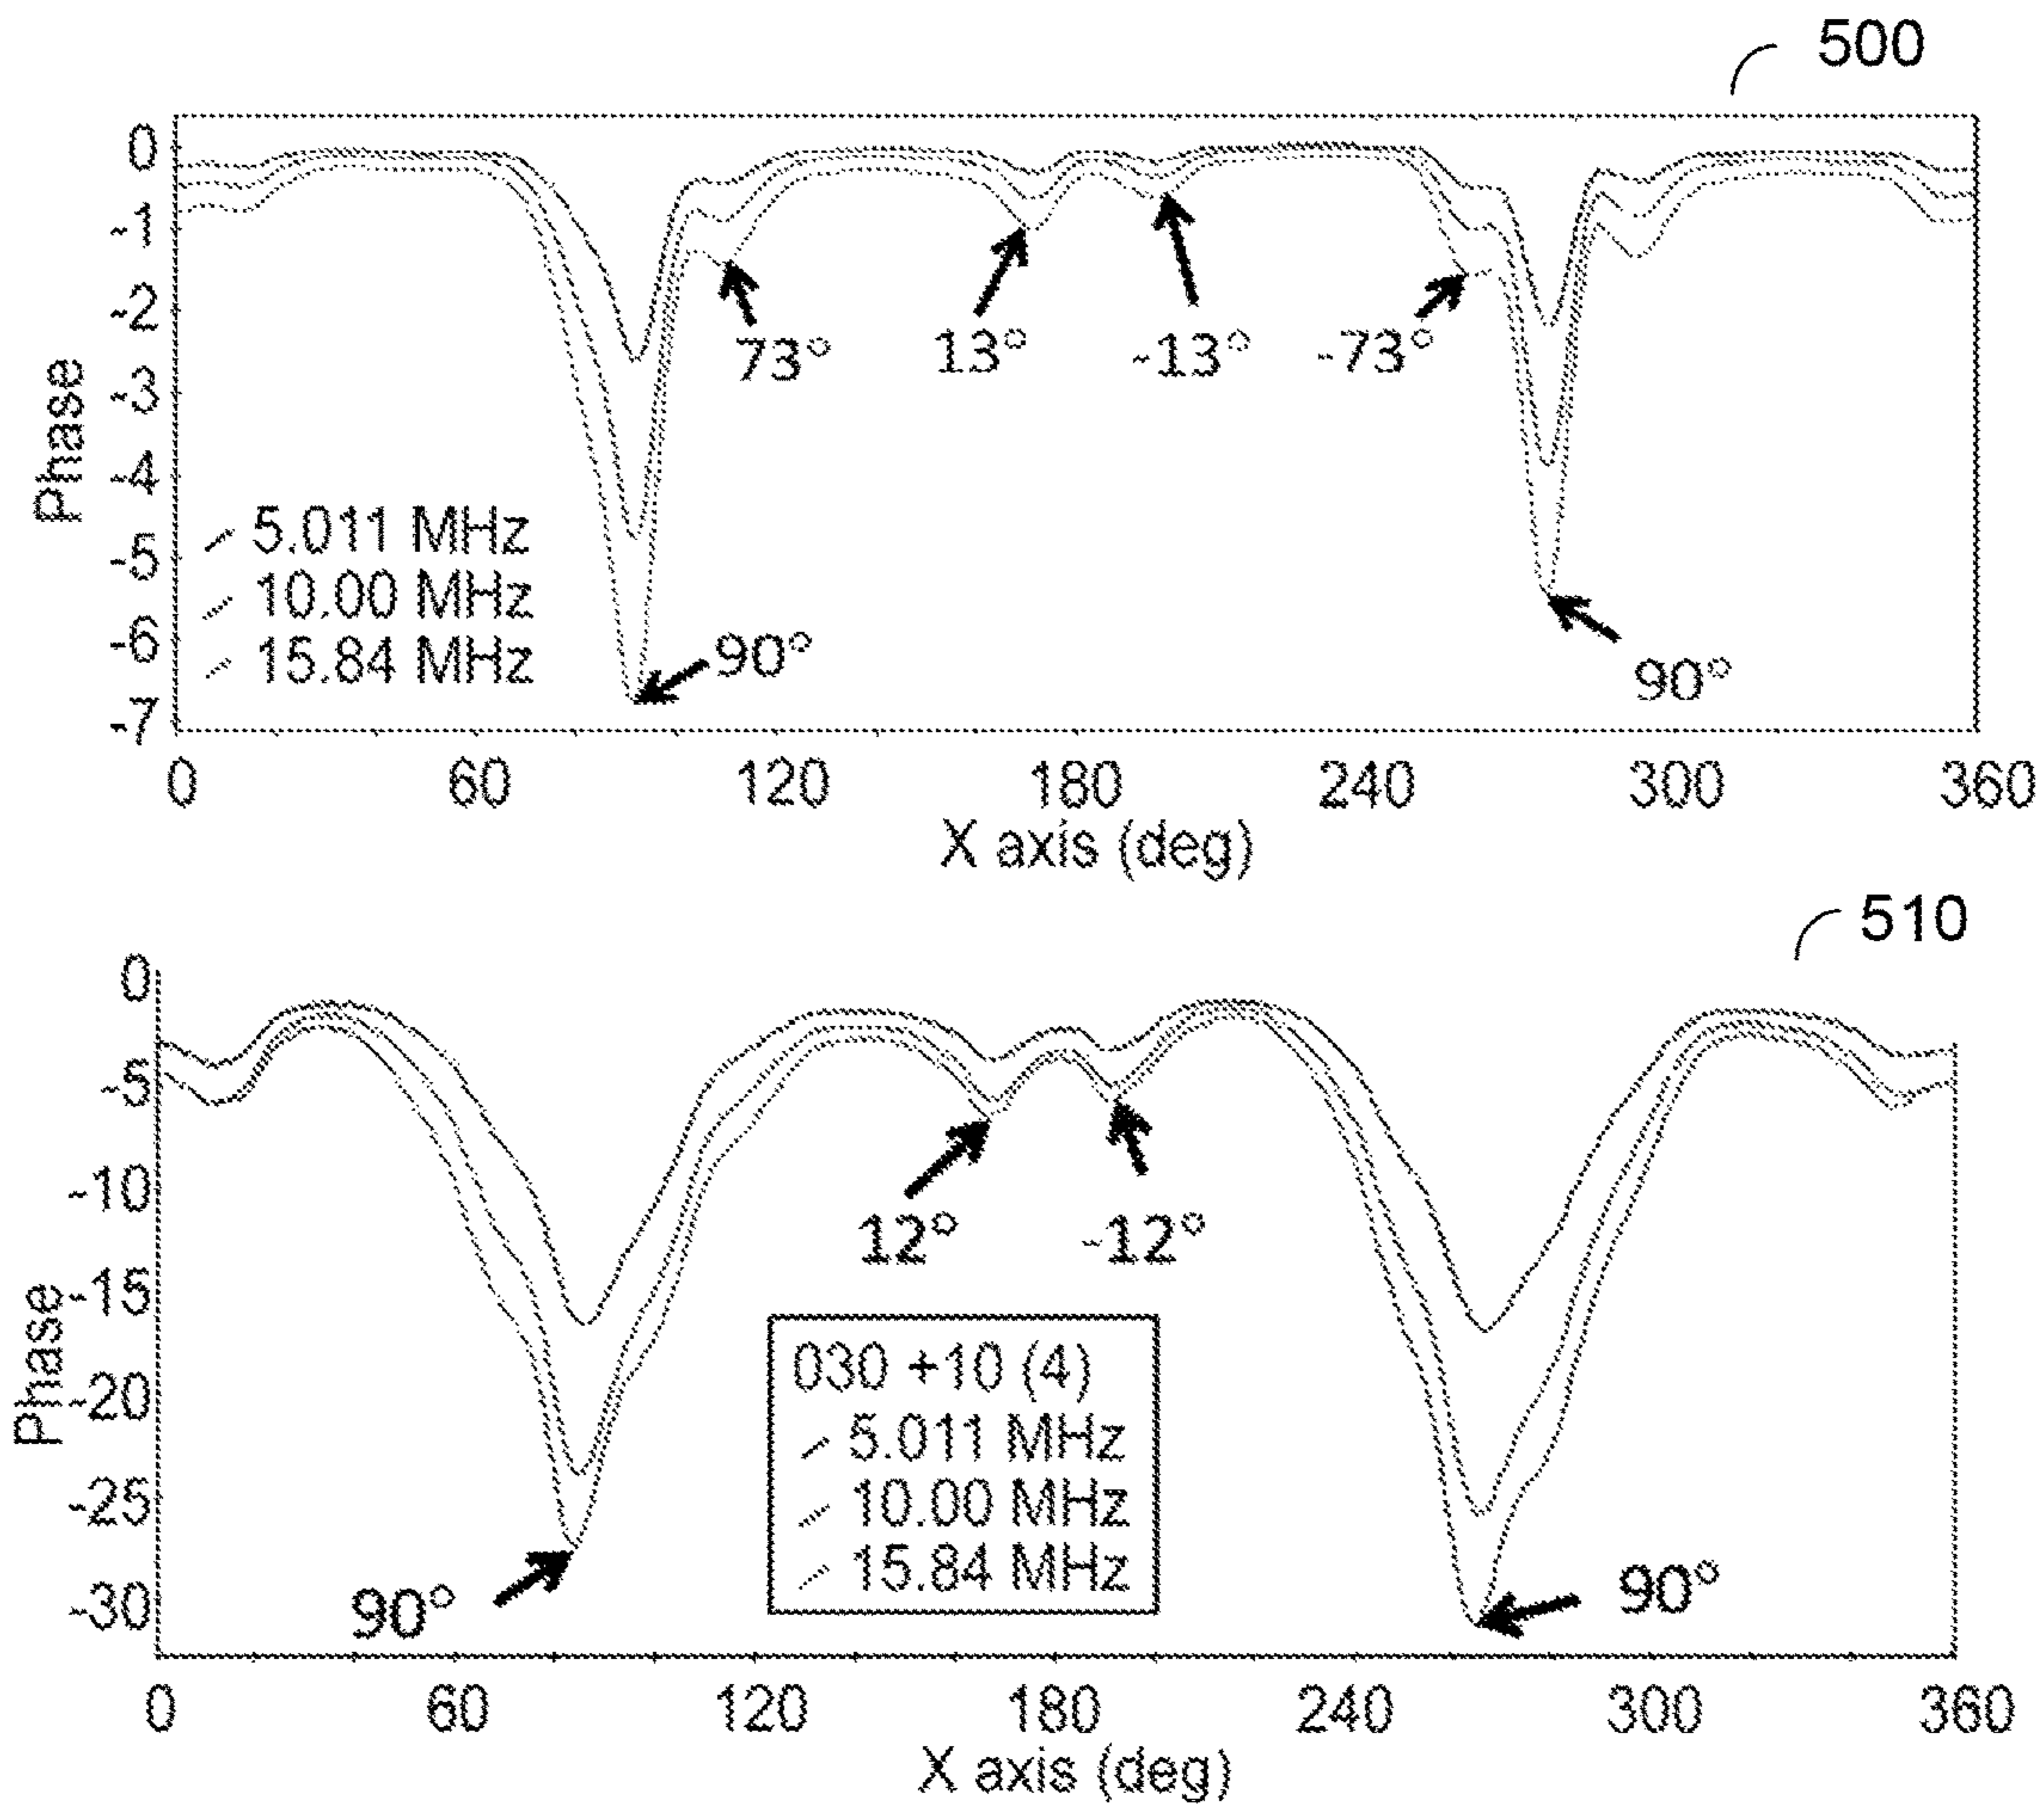 500
0
-1
-2
-3
-4
-5
-6
-7
Phase
5.011 MHz
10.00 MHz
15.84 MHz
73°
13°
-13°
-73°
90°
90°
0 60 120 180 240 300 360
X axis (deg)
510
0
-5
-10
-15
-20
-25
-30
Phase
12°
-12°
030 +10 (4)
5.011 MHz
10.00 MHz
15.84 MHz
90°
90°
0 60 120 180 240 300 360
X axis (deg)